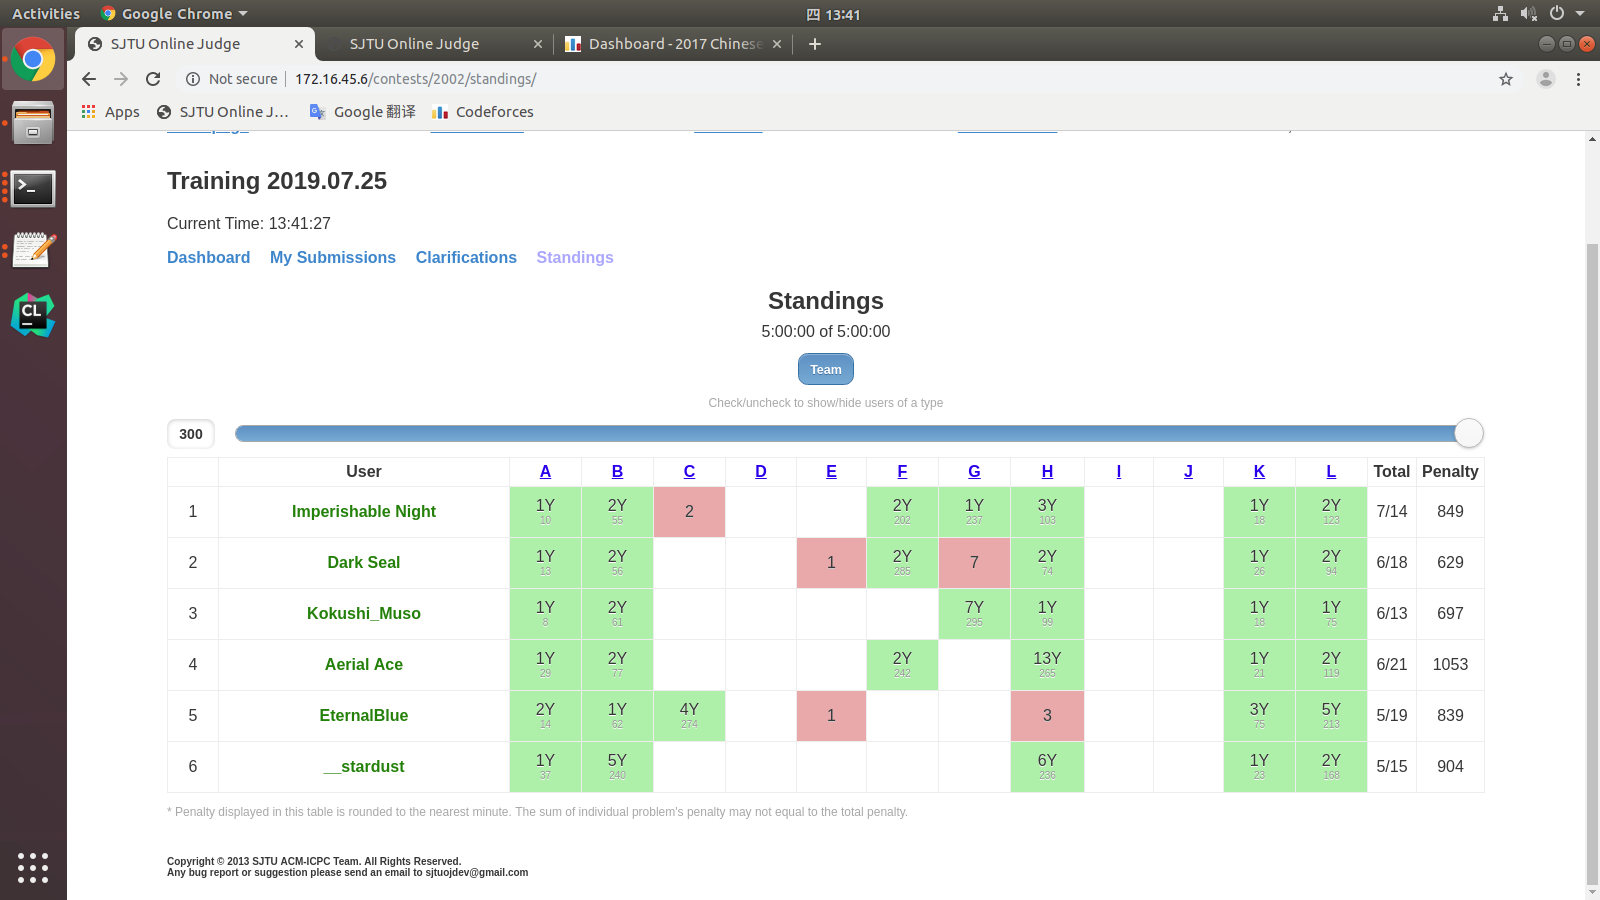 Activities Google Chrome 四 13:41
SJTU Online Judge SJTU Online Judge Dashboard - 2017 Chinese
Not secure 172.16.45.6/contests/2002/standings/
Apps SJTU Online J... Google 翻译 Codeforces
Training 2019.07.25
Current Time: 13:41:27
Dashboard My Submissions Clarifications Standings
Standings
5:00:00 of 5:00:00
Team
Check/uncheck to show/hide users of a type
300
User A B C D E F G H I J K L Total Penalty
1 Imperishable Night 1Y 2Y 2 2Y 1Y 3Y 1Y 2Y 7/14 849
10 55 202 237 103 18 123
2 Dark Seal 1Y 2Y 1 2Y 7 2Y 1Y 2Y 6/18 629
13 56 285 74 26 94
3 Kokushi_Muso 1Y 2Y 7Y 1Y 1Y 1Y 6/13 697
8 61 295 99 18 75
4 Aerial Ace 1Y 2Y 2Y 13Y 1Y 2Y 6/21 1053
29 77 242 265 21 119
5 EternalBlue 2Y 1Y 4Y 1 3 3Y 5Y 5/19 839
14 62 274 75 213
6 __stardust 1Y 5Y 6Y 1Y 2Y 5/15 904
37 240 236 23 168
* Penalty displayed in this table is rounded to the nearest minute. The sum of individual problem's penalty may not equal to the total penalty.
Copyright © 2013 SJTU ACM-ICPC Team. All Rights Reserved.
Any bug report or suggestion please send an email to sjtuojdev@gmail.com